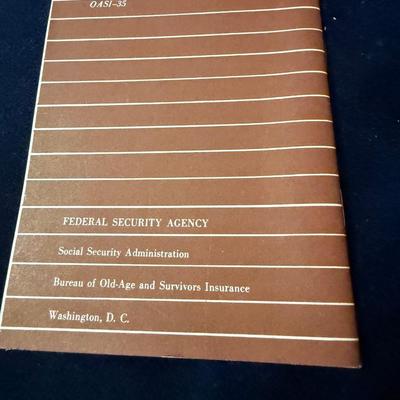 OASI-35
FEDERAL SECURITY AGENCY
Social Security Administration
Bureau of Old-Age and Survivors Insurance
Washington, D. C.